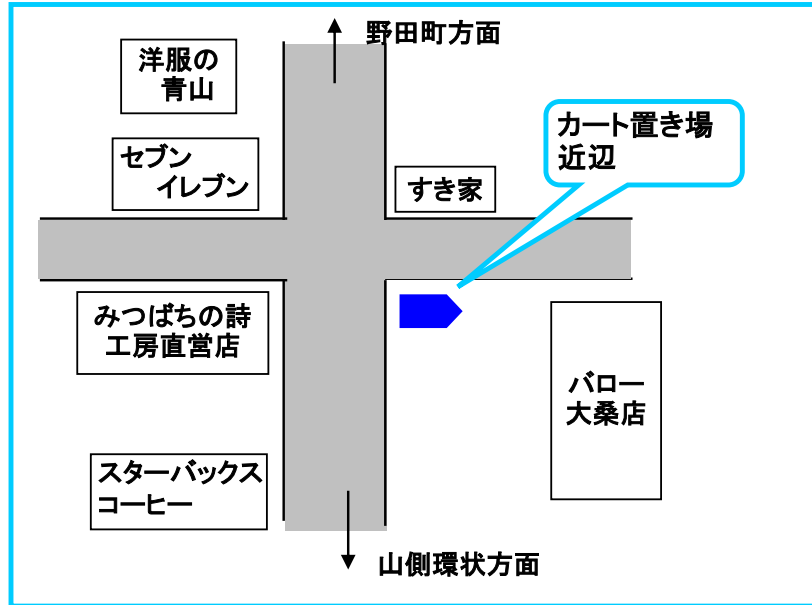 野田町方面
洋服の
青山
カート置き場
近辺
セブン
イレブン
すき家
みつばちの詩
工房直営店
バロー
大桑店
スターバックス
コーヒー
山側環状方面